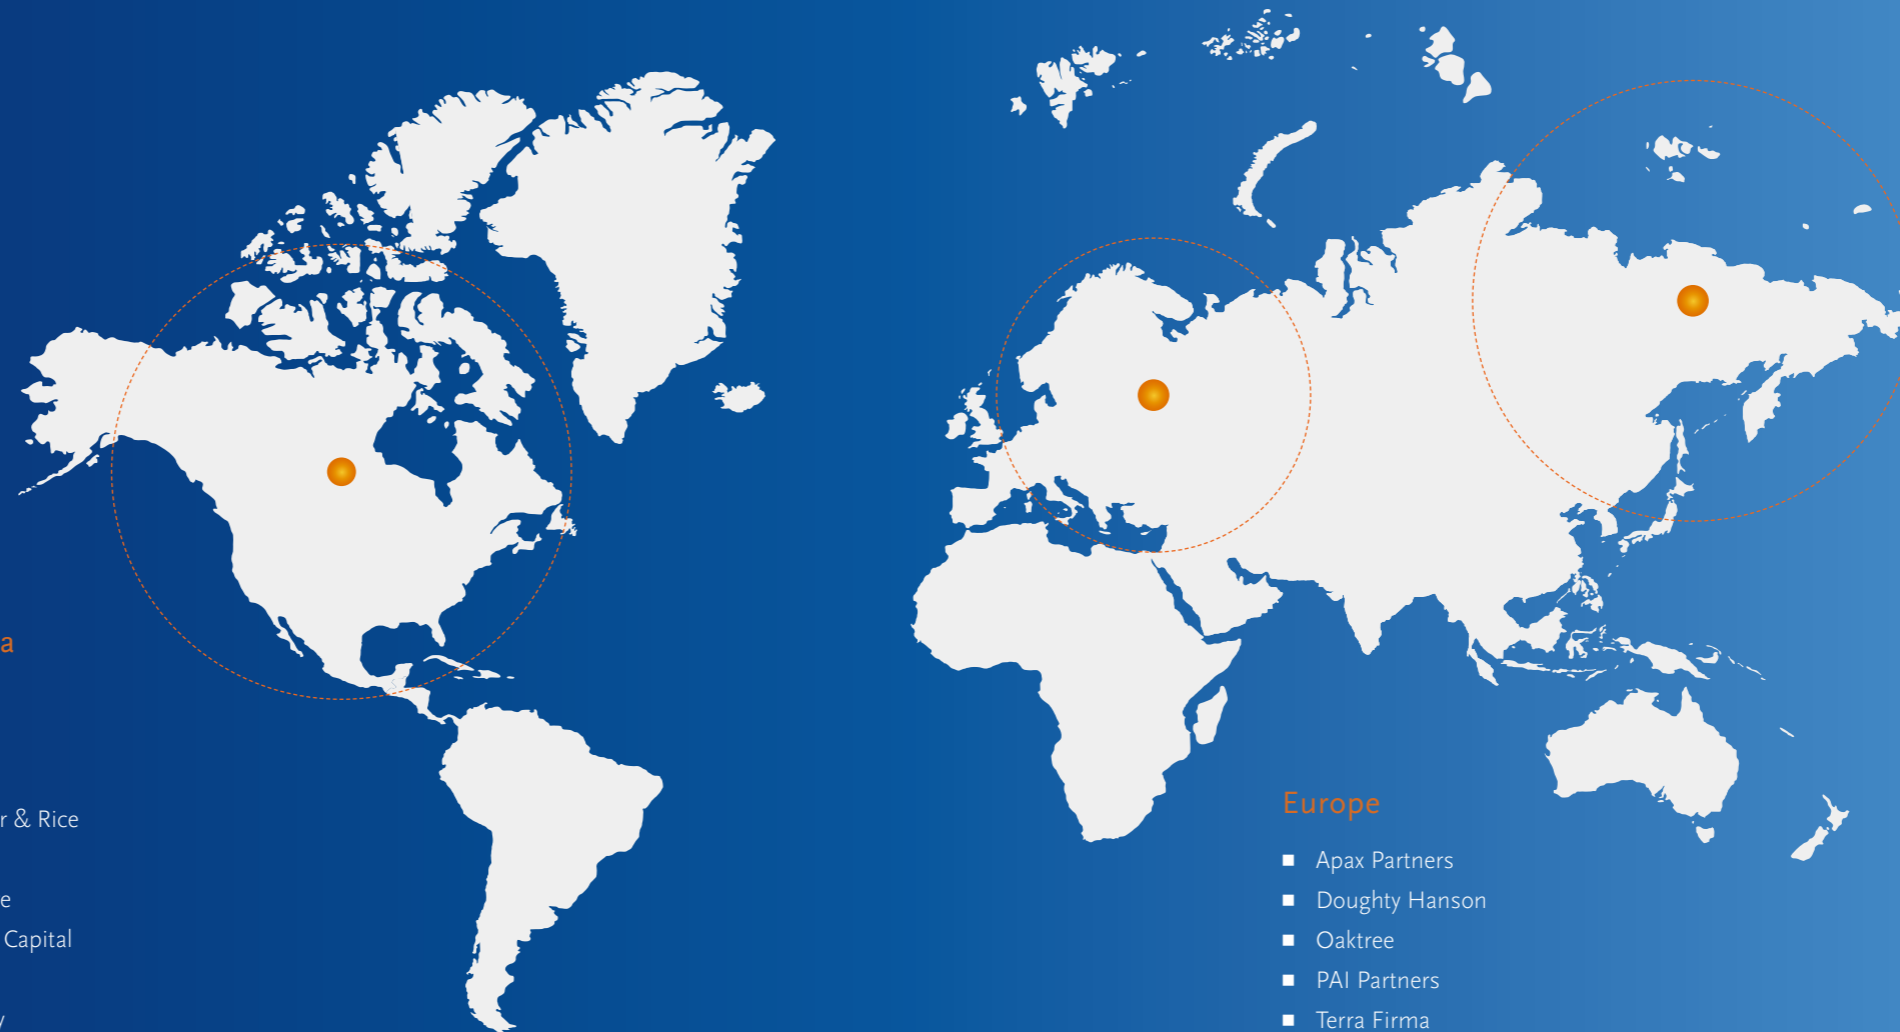 a
r & Rice
e
Capital
y
Europe
■ Apax Partners
■ Doughty Hanson
■ Oaktree
■ PAI Partners
■ Terra Firma